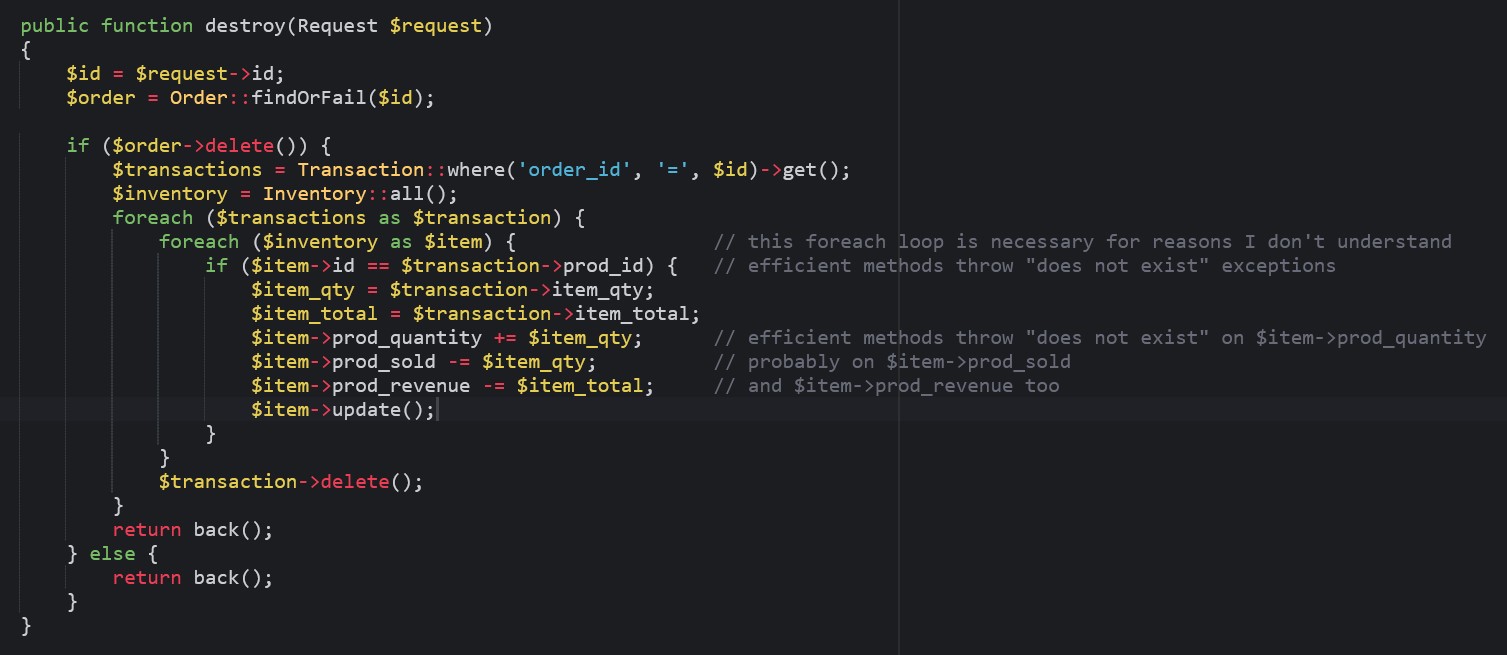 public function destroy(Request $request)
{
    $id = $request->id;
    $order = Order::findOrFail($id);

    if ($order->delete()) {
        $transactions = Transaction::where('order_id', '=', $id)->get();
        $inventory = Inventory::all();
        foreach ($transactions as $transaction) {
            foreach ($inventory as $item) {                 // this foreach loop is necessary for reasons I don't understand
                if ($item->id == $transaction->prod_id) {   // efficient methods throw "does not exist" exceptions
                    $item_qty = $transaction->item_qty;
                    $item_total = $transaction->item_total;
                    $item->prod_quantity += $item_qty;      // efficient methods throw "does not exist" on $item->prod_quantity
                    $item->prod_sold -= $item_qty;          // probably on $item->prod_sold
                    $item->prod_revenue -= $item_total;     // and $item->prod_revenue too
                    $item->update();
                }
            }
            $transaction->delete();
        }
        return back();
    } else {
        return back();
    }
}